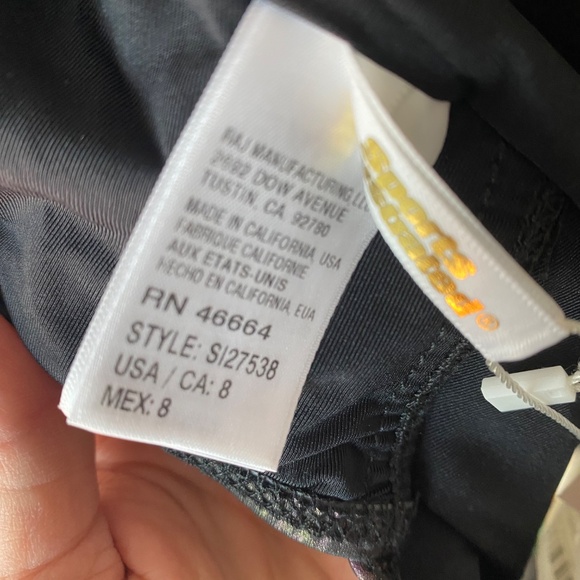 RAJ MANUFACTURING, LLC
2692 DOW AVENUE
TUSTIN, CA 92780
MADE IN CALIFORNIA, USA
FABRIQUE CALIFORNIE
AUX ETATS-UNIS
HECHO EN CALIFORNIA, EUA
RN 46664
STYLE: SI27538
USA / CA: 8
MEX: 8